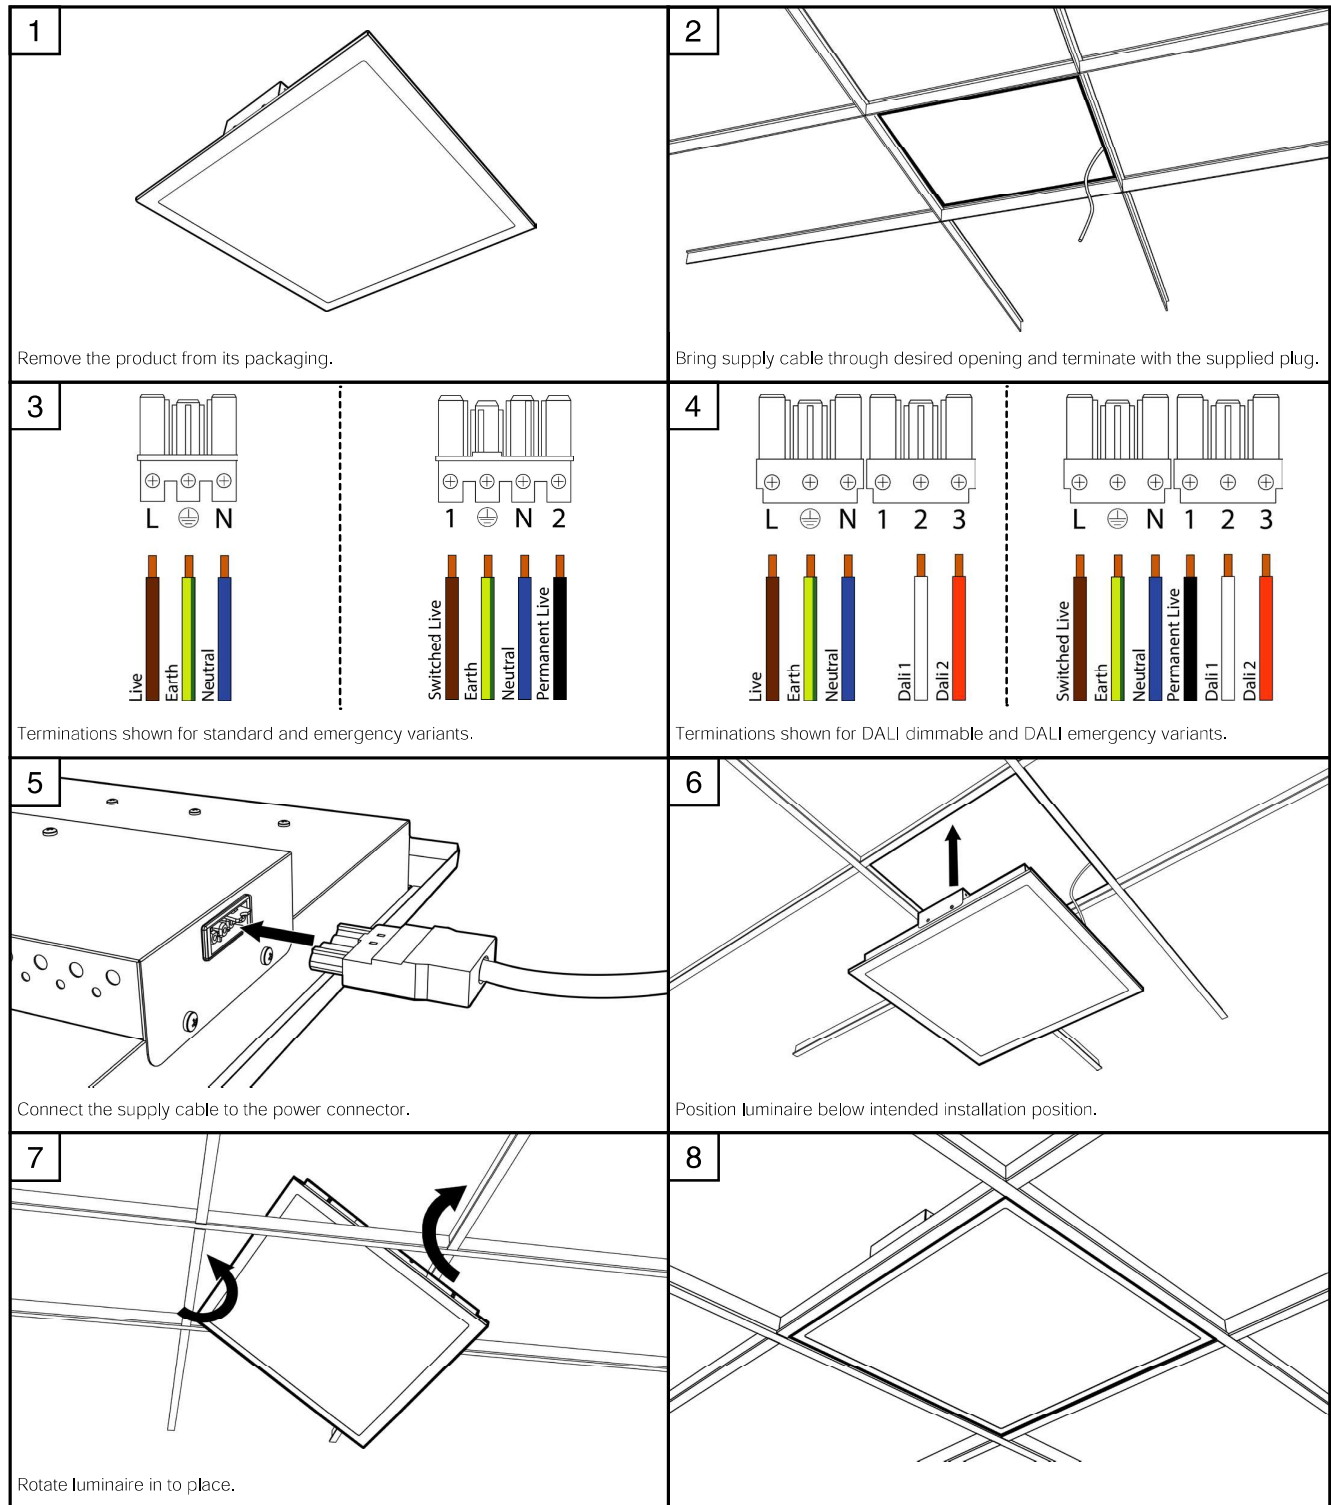 1
Remove the product from its packaging.
2
Bring supply cable through desired opening and terminate with the supplied plug.
3
L N
Live
Earth
Neutral
1 N 2
Switched Live
Earth
Neutral
Permanent Live
Terminations shown for standard and emergency variants.
4
L N 1 2 3
Live
Earth
Neutral
Dali 1
Dali 2
L N 1 2 3
Switched Live
Earth
Neutral
Permanent Live
Dali 1
Dali 2
Terminations shown for DALI dimmable and DALI emergency variants.
5
Connect the supply cable to the power connector.
6
Position luminaire below intended installation position.
7
Rotate luminaire in to place.
8